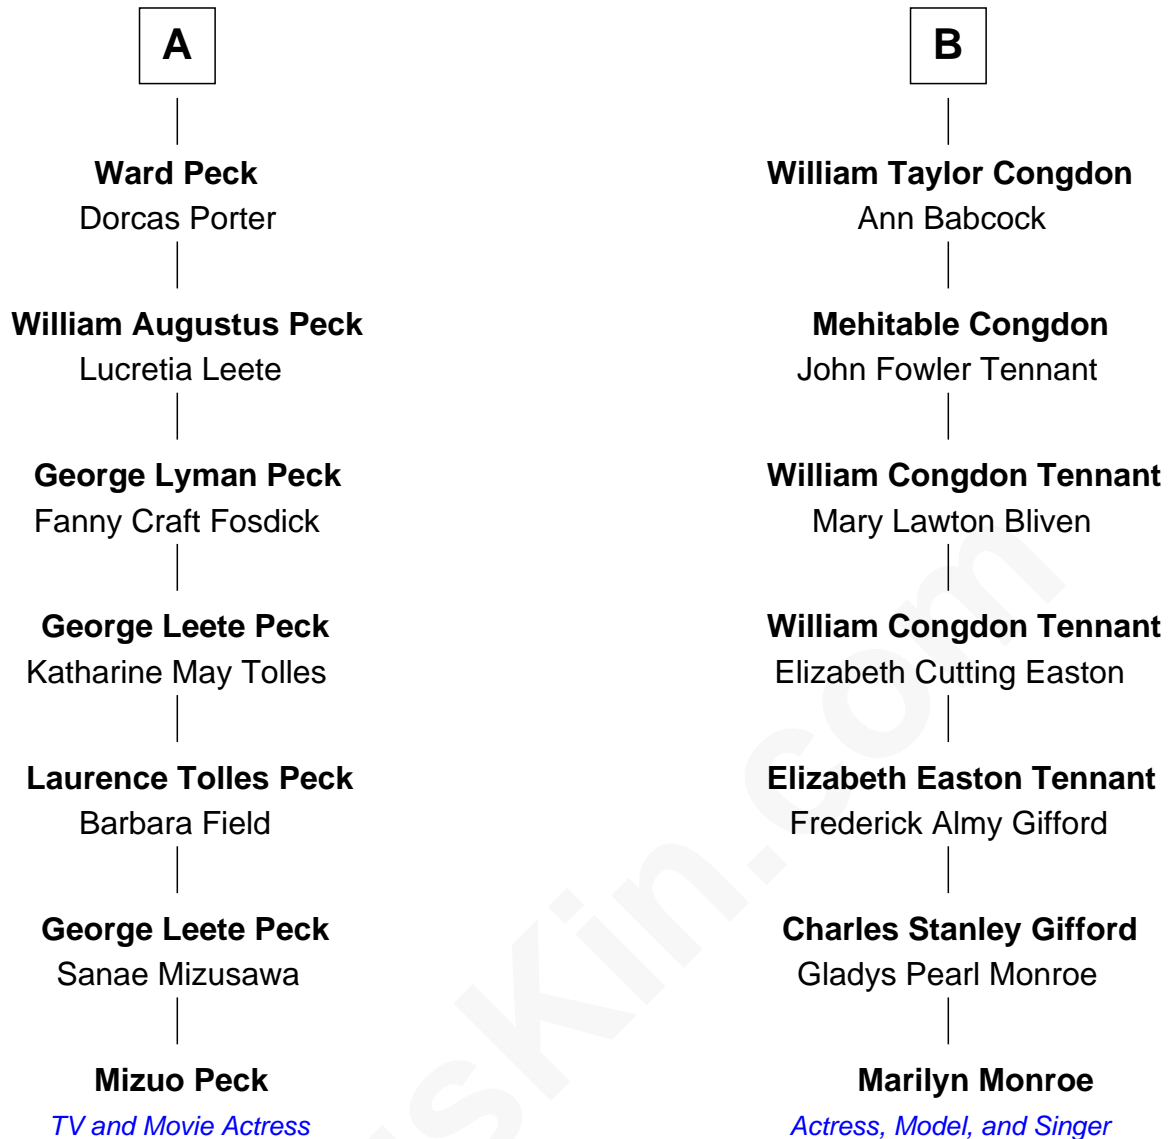 A
Ward Peck
Dorcas Porter
William Augustus Peck
Lucretia Leete
George Lyman Peck
Fanny Craft Fosdick
George Leete Peck
Katharine May Tolles
Laurence Tolles Peck
Barbara Field
George Leete Peck
Sanae Mizusawa
Mizuo Peck
TV and Movie Actress
B
William Taylor Congdon
Ann Babcock
Mehitable Congdon
John Fowler Tennant
William Congdon Tennant
Mary Lawton Bliven
William Congdon Tennant
Elizabeth Cutting Easton
Elizabeth Easton Tennant
Frederick Almy Gifford
Charles Stanley Gifford
Gladys Pearl Monroe
Marilyn Monroe
Actress, Model, and Singer
sKin.com